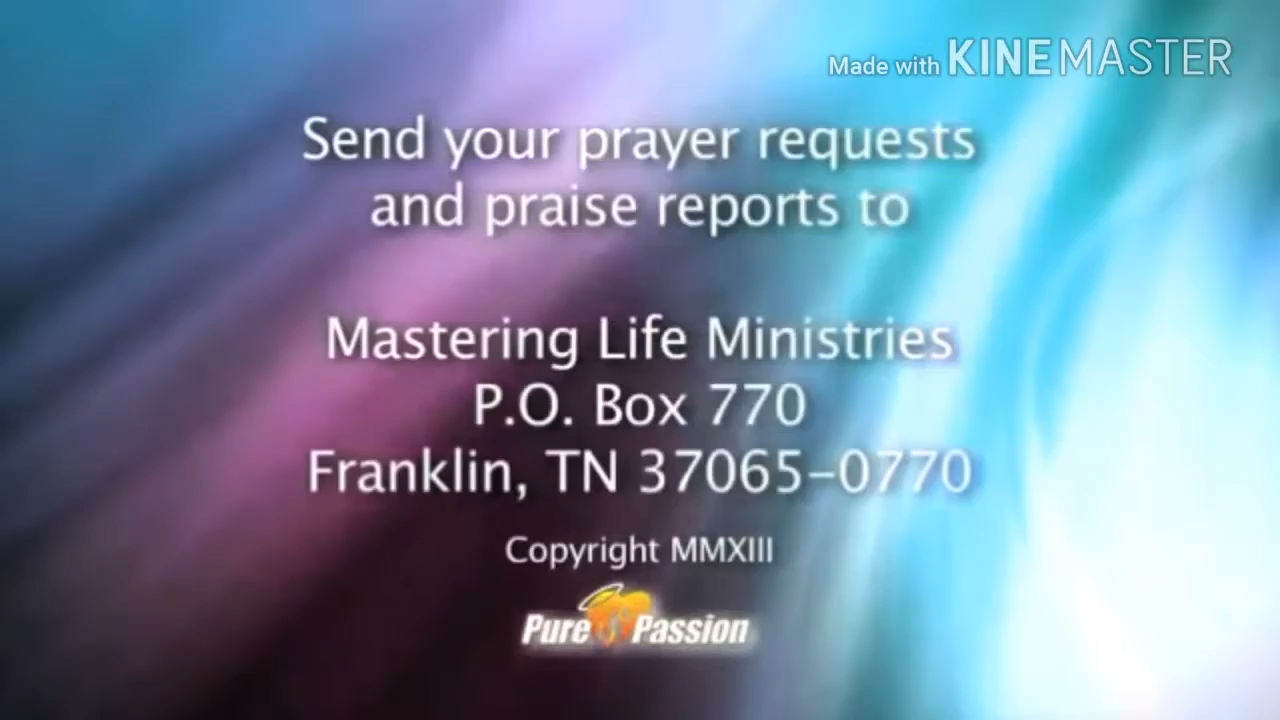 Made with KINEMASTER
Send your prayer requests
and praise reports to
Mastering Life Ministries
P.O. Box 770
Franklin, TN 37065-0770
Copyright MMXIII
Pure Passion